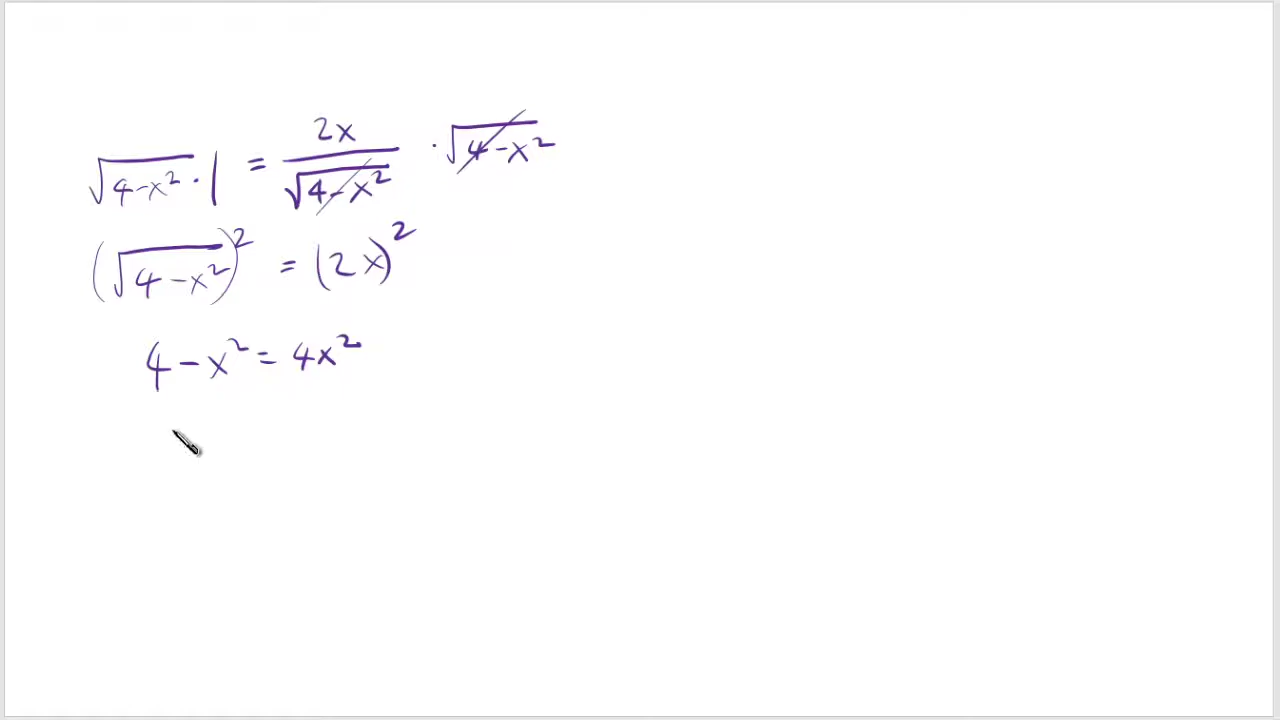 √(4-x²) · 1 = 2x/√(4-x²) · √(4-x²)
(√(4-x²))² = (2x)²
4 - x² = 4x²